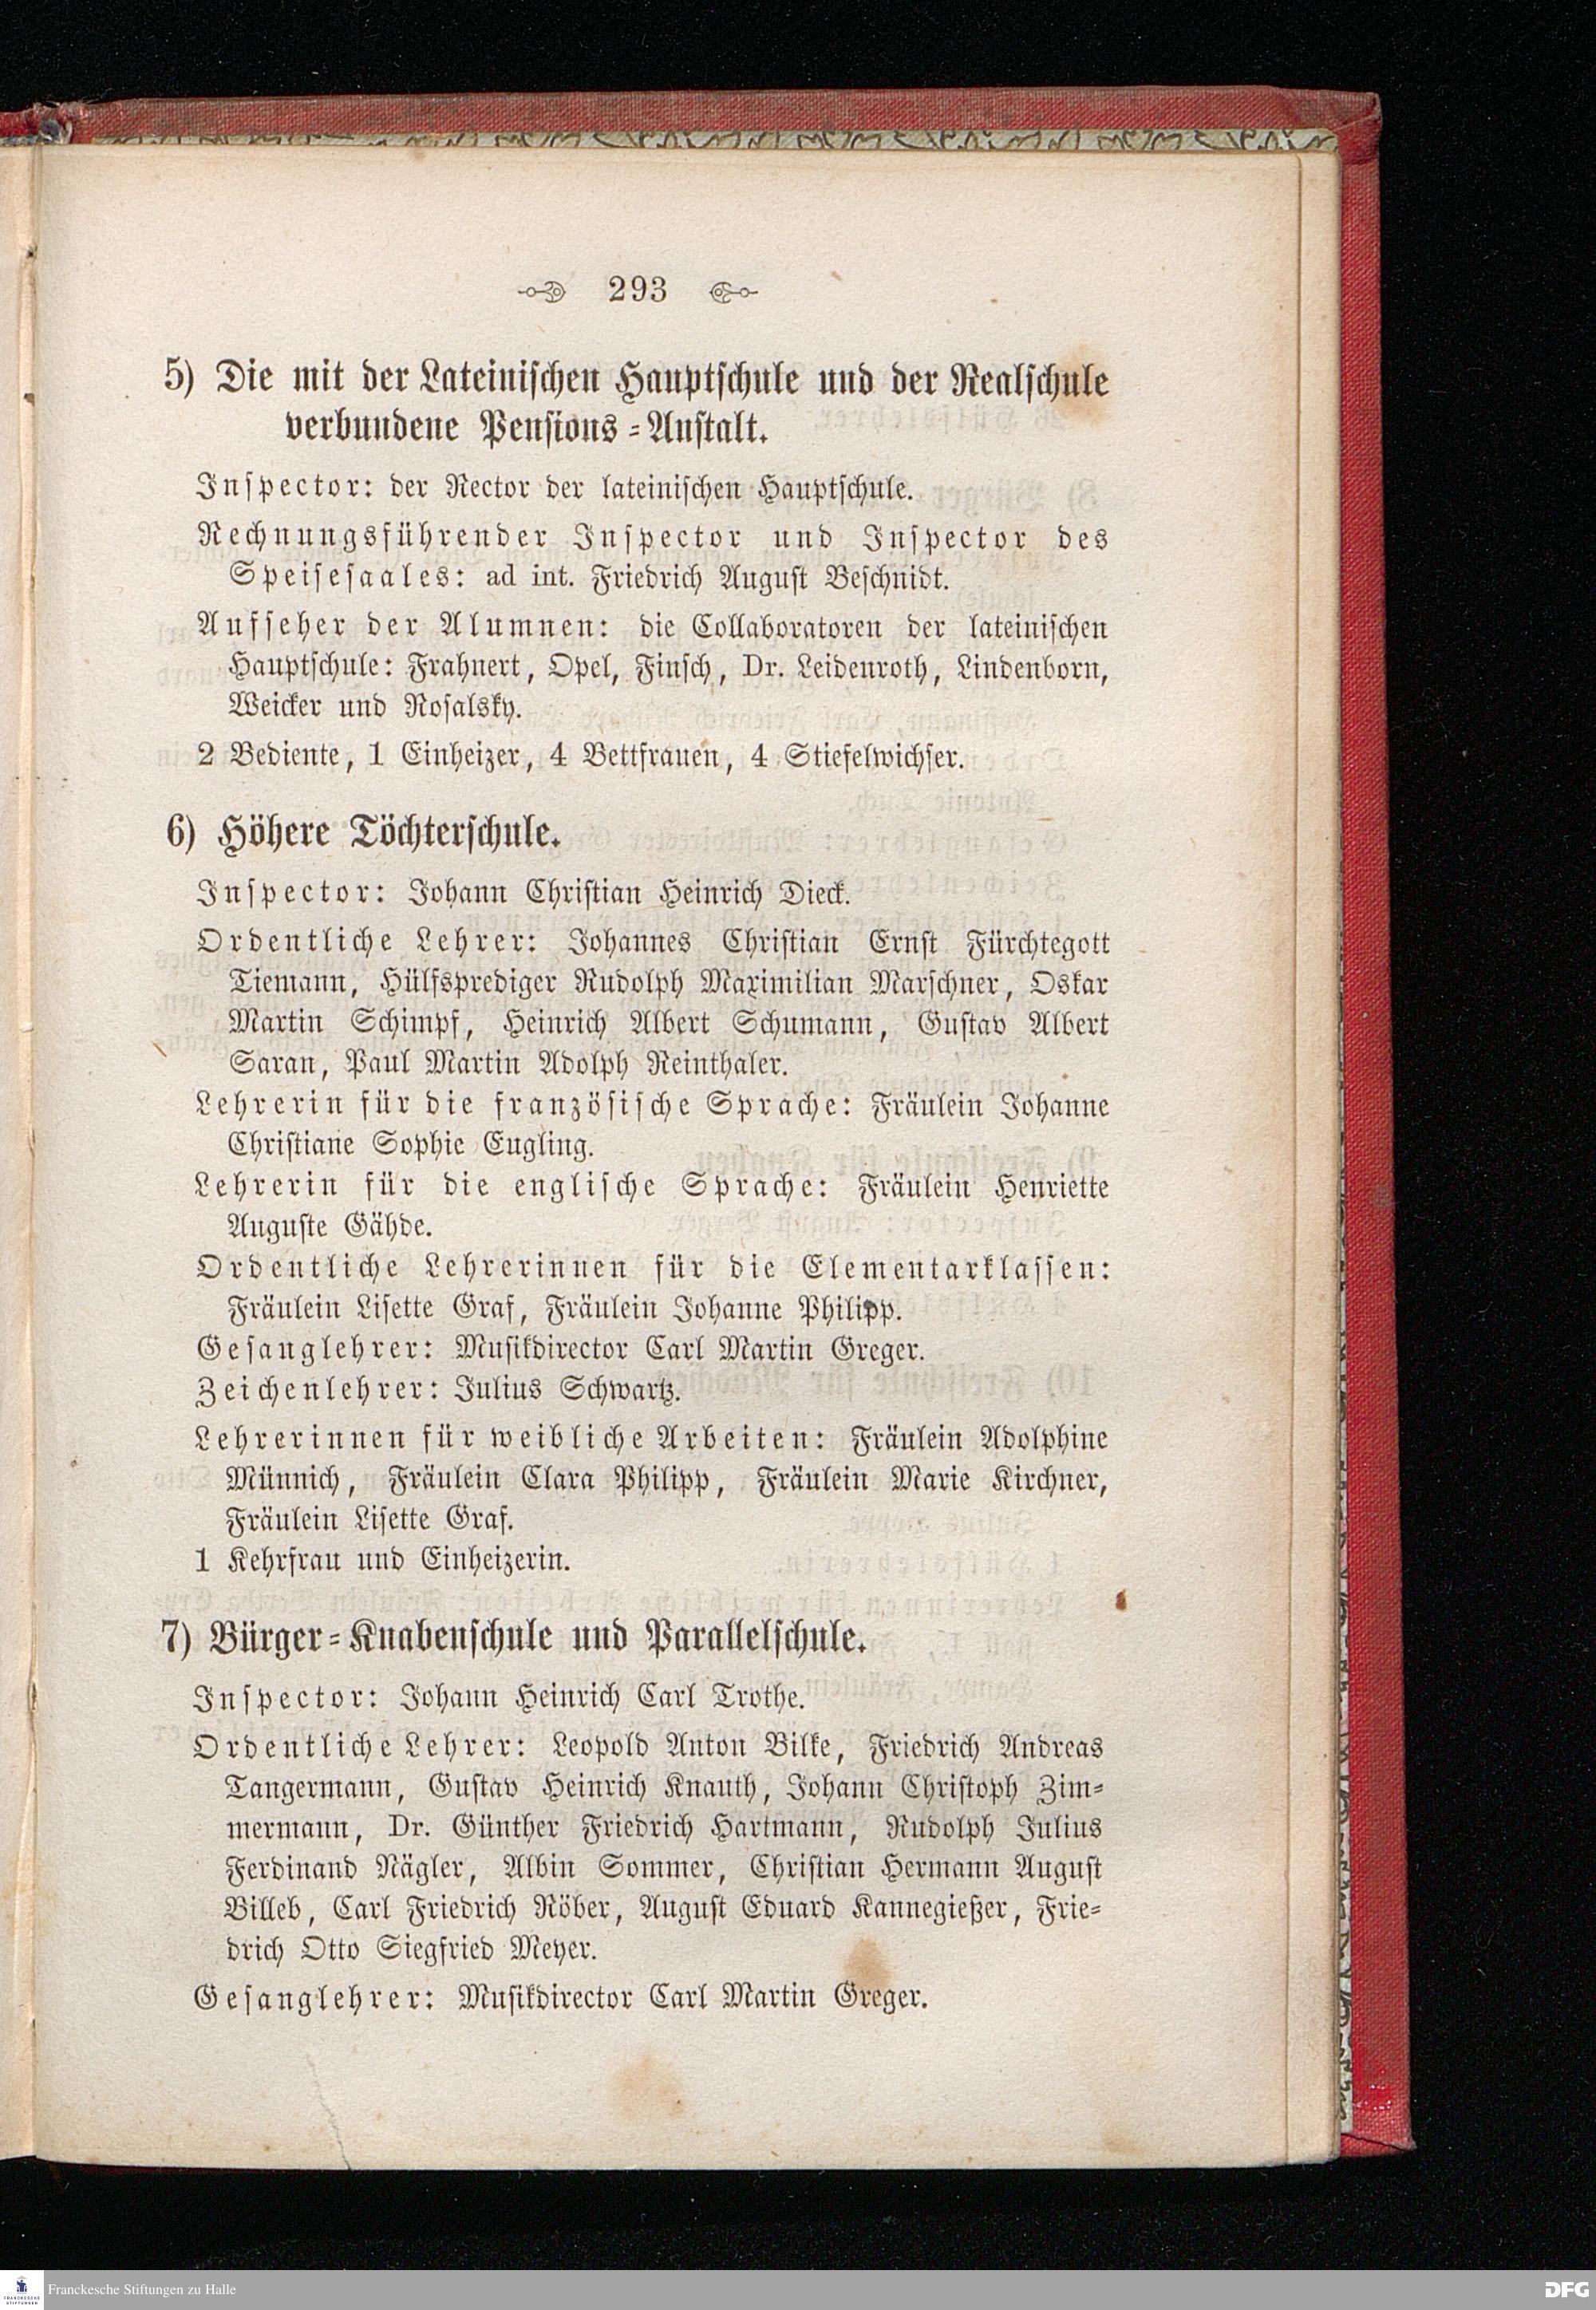 293
5) Die mit der Lateinischen Hauptschule und der Realschule
verbundene Pensions-Anstalt.
Inspector: der Rector der lateinischen Hauptschule.
Rechnungsführender Inspector und Inspector des
Speisesaales: ad int. Friedrich August Beschnidt.
Aufseher der Alumnen: die Collaboratoren der lateinischen
Hauptschule: Frahnert, Opel, Finsch, Dr. Leidenroth, Lindenborn,
Weicker und Rosalsky.
2 Bediente, 1 Einheizer, 4 Bettfrauen, 4 Stiefelwichser.
6) Höhere Töchterschule.
Inspector: Johann Christian Heinrich Dieck.
Ordentliche Lehrer: Johannes Christian Ernst Fürchtegott
Tiemann, Hülfsprediger Rudolph Maximilian Marschner, Oskar
Martin Schimpf, Heinrich Albert Schumann, Gustav Albert
Saran, Paul Martin Adolph Reinthaler.
Lehrerin für die französische Sprache: Fräulein Johanne
Christiane Sophie Eugling.
Lehrerin für die englische Sprache: Fräulein Henriette
Auguste Gähde.
Ordentliche Lehrerinnen für die Elementarklassen:
Fräulein Lisette Graf, Fräulein Johanne Philipp.
Gesanglehrer: Musikdirector Carl Martin Greger.
Zeichenlehrer: Julius Schwartz.
Lehrerinnen für weibliche Arbeiten: Fräulein Adolphine
Münnich, Fräulein Clara Philipp, Fräulein Marie Kirchner,
Fräulein Lisette Graf.
1 Kehrfrau und Einheizerin.
7) Bürger-Knabenschule und Parallelschule.
Inspector: Johann Heinrich Carl Trothe.
Ordentliche Lehrer: Leopold Anton Bilke, Friedrich Andreas
Tangermann, Gustav Heinrich Knauth, Johann Christoph Zim-
mermann, Dr. Günther Friedrich Hartmann, Rudolph Julius
Ferdinand Nägler, Albin Sommer, Christian Hermann August
Billeb, Carl Friedrich Röber, August Eduard Kannegießer, Frie-
drich Otto Siegfried Meyer.
Gesanglehrer: Musikdirector Carl Martin Greger.
FRANCKESCHE
STIFTUNGEN
Franckesche Stiftungen zu Halle
DFG